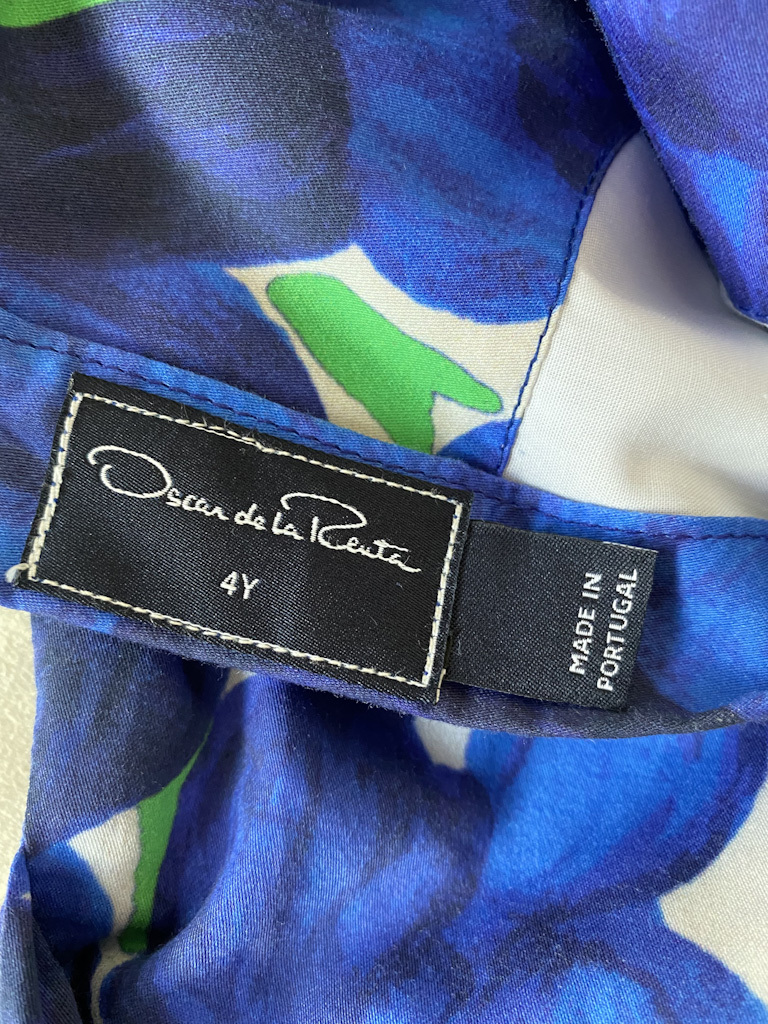 Oscar de la Renta
4Y
MADE IN
PORTUGAL